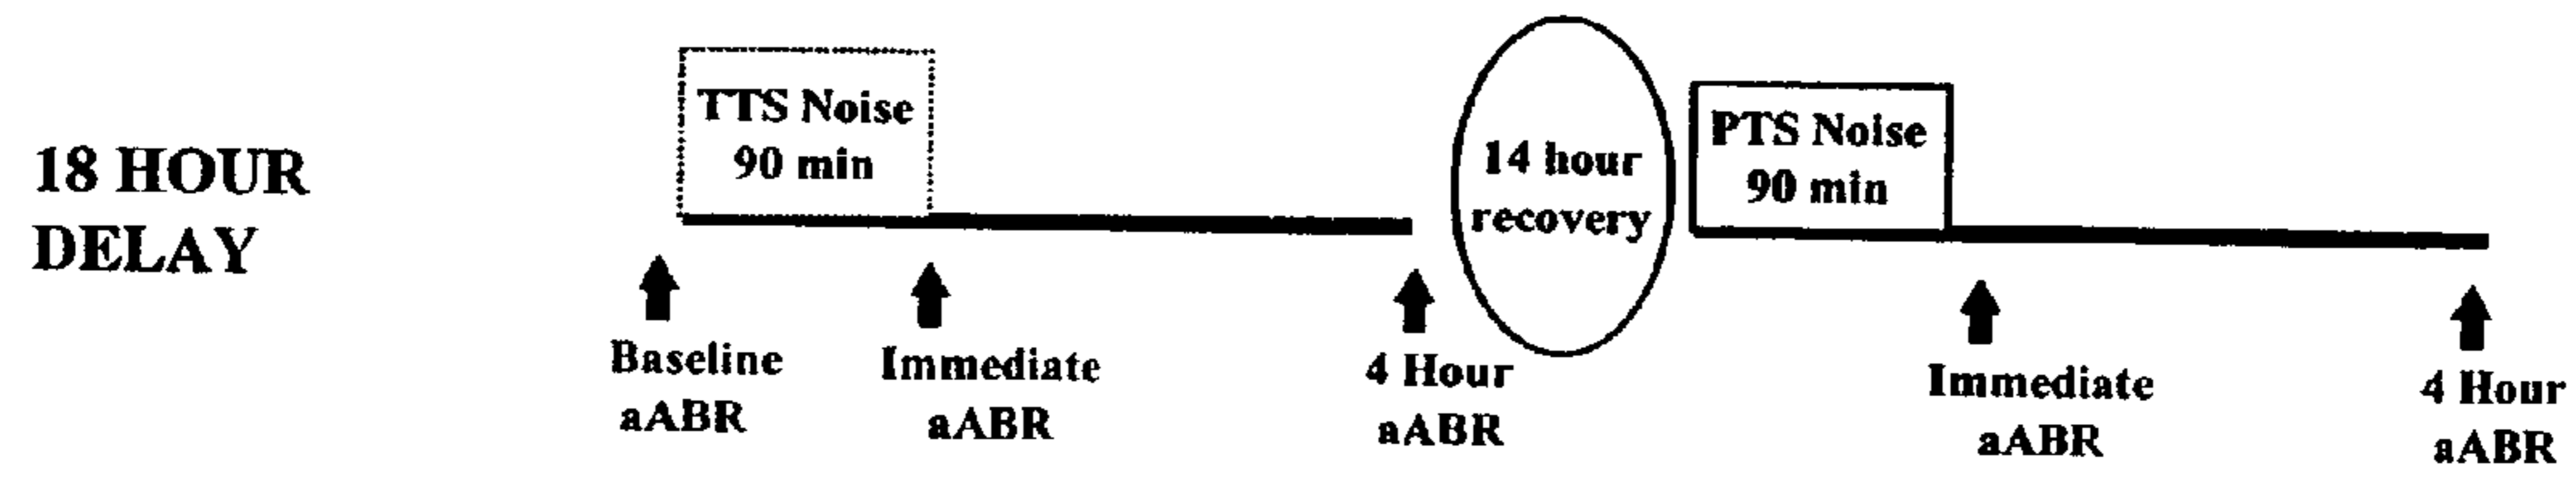 18 HOUR
DELAY
TTS Noise
90 min
14 hour
recovery
PTS Noise
90 min
Baseline
aABR
Immediate
aABR
4 Hour
aABR
Immediate
aABR
4 Hour
aABR